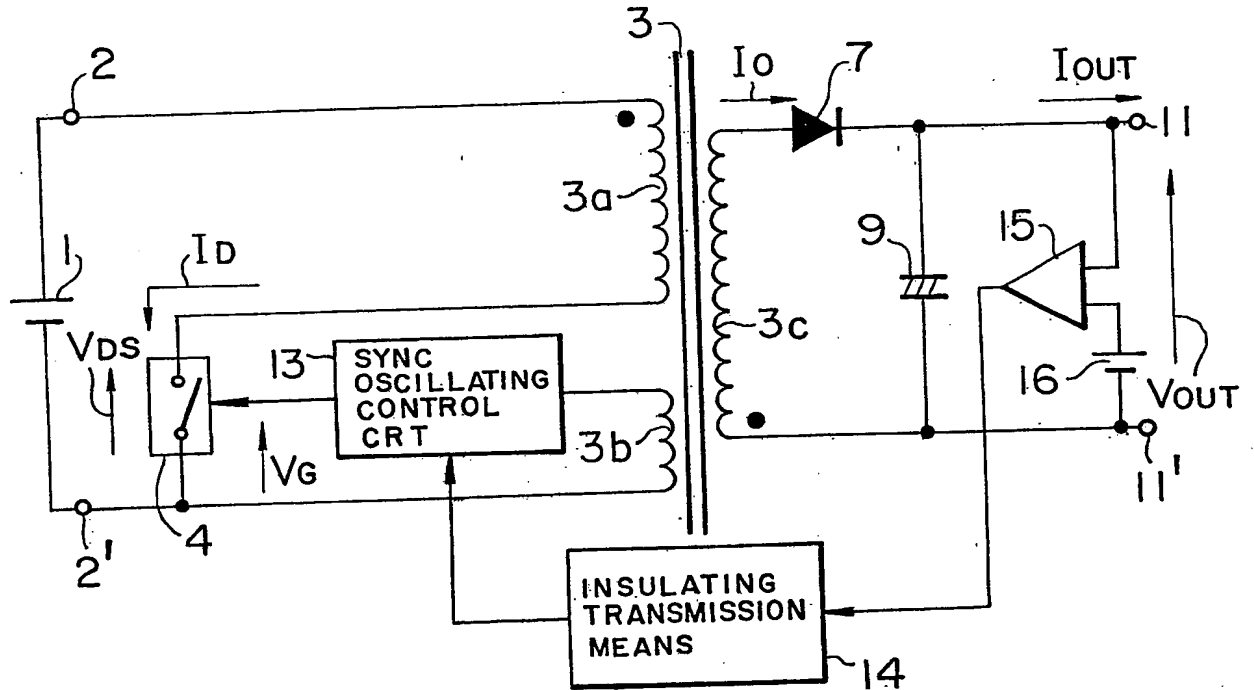 3
2
IO
7
IOUT
11
3a
1
ID
9
15
VDS
13
SYNC
OSCILLATING
CONTROL
CRT
3c
16
VOUT
3b
VG
4
11'
2'
INSULATING
TRANSMISSION
MEANS
14